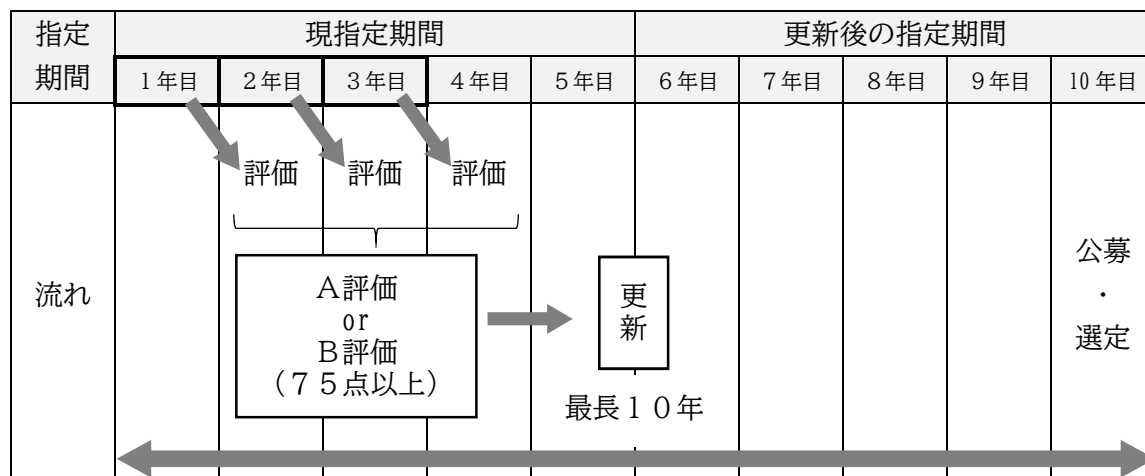 指定
期間
現指定期間
更新後の指定期間
1年目
2年目
3年目
4年目
5年目
6年目
7年目
8年目
9年目
10年目
流れ
評価
評価
評価
A評価
or
B評価
(75点以上)
更
新
最長10年
公募
・
選定